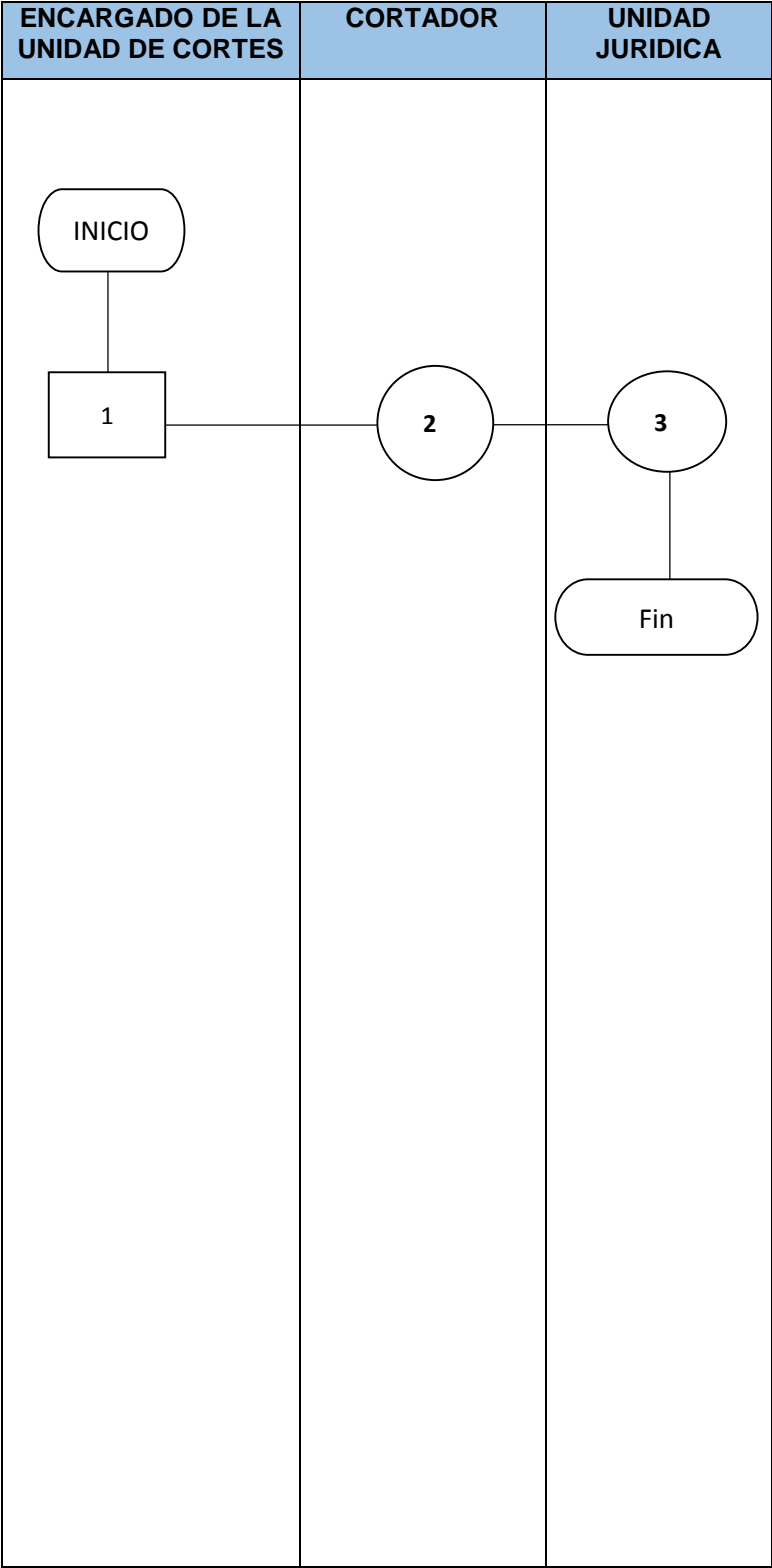 ENCARGADO DE LA
UNIDAD DE CORTES
CORTADOR
UNIDAD
JURIDICA
INICIO
1
2
3
Fin